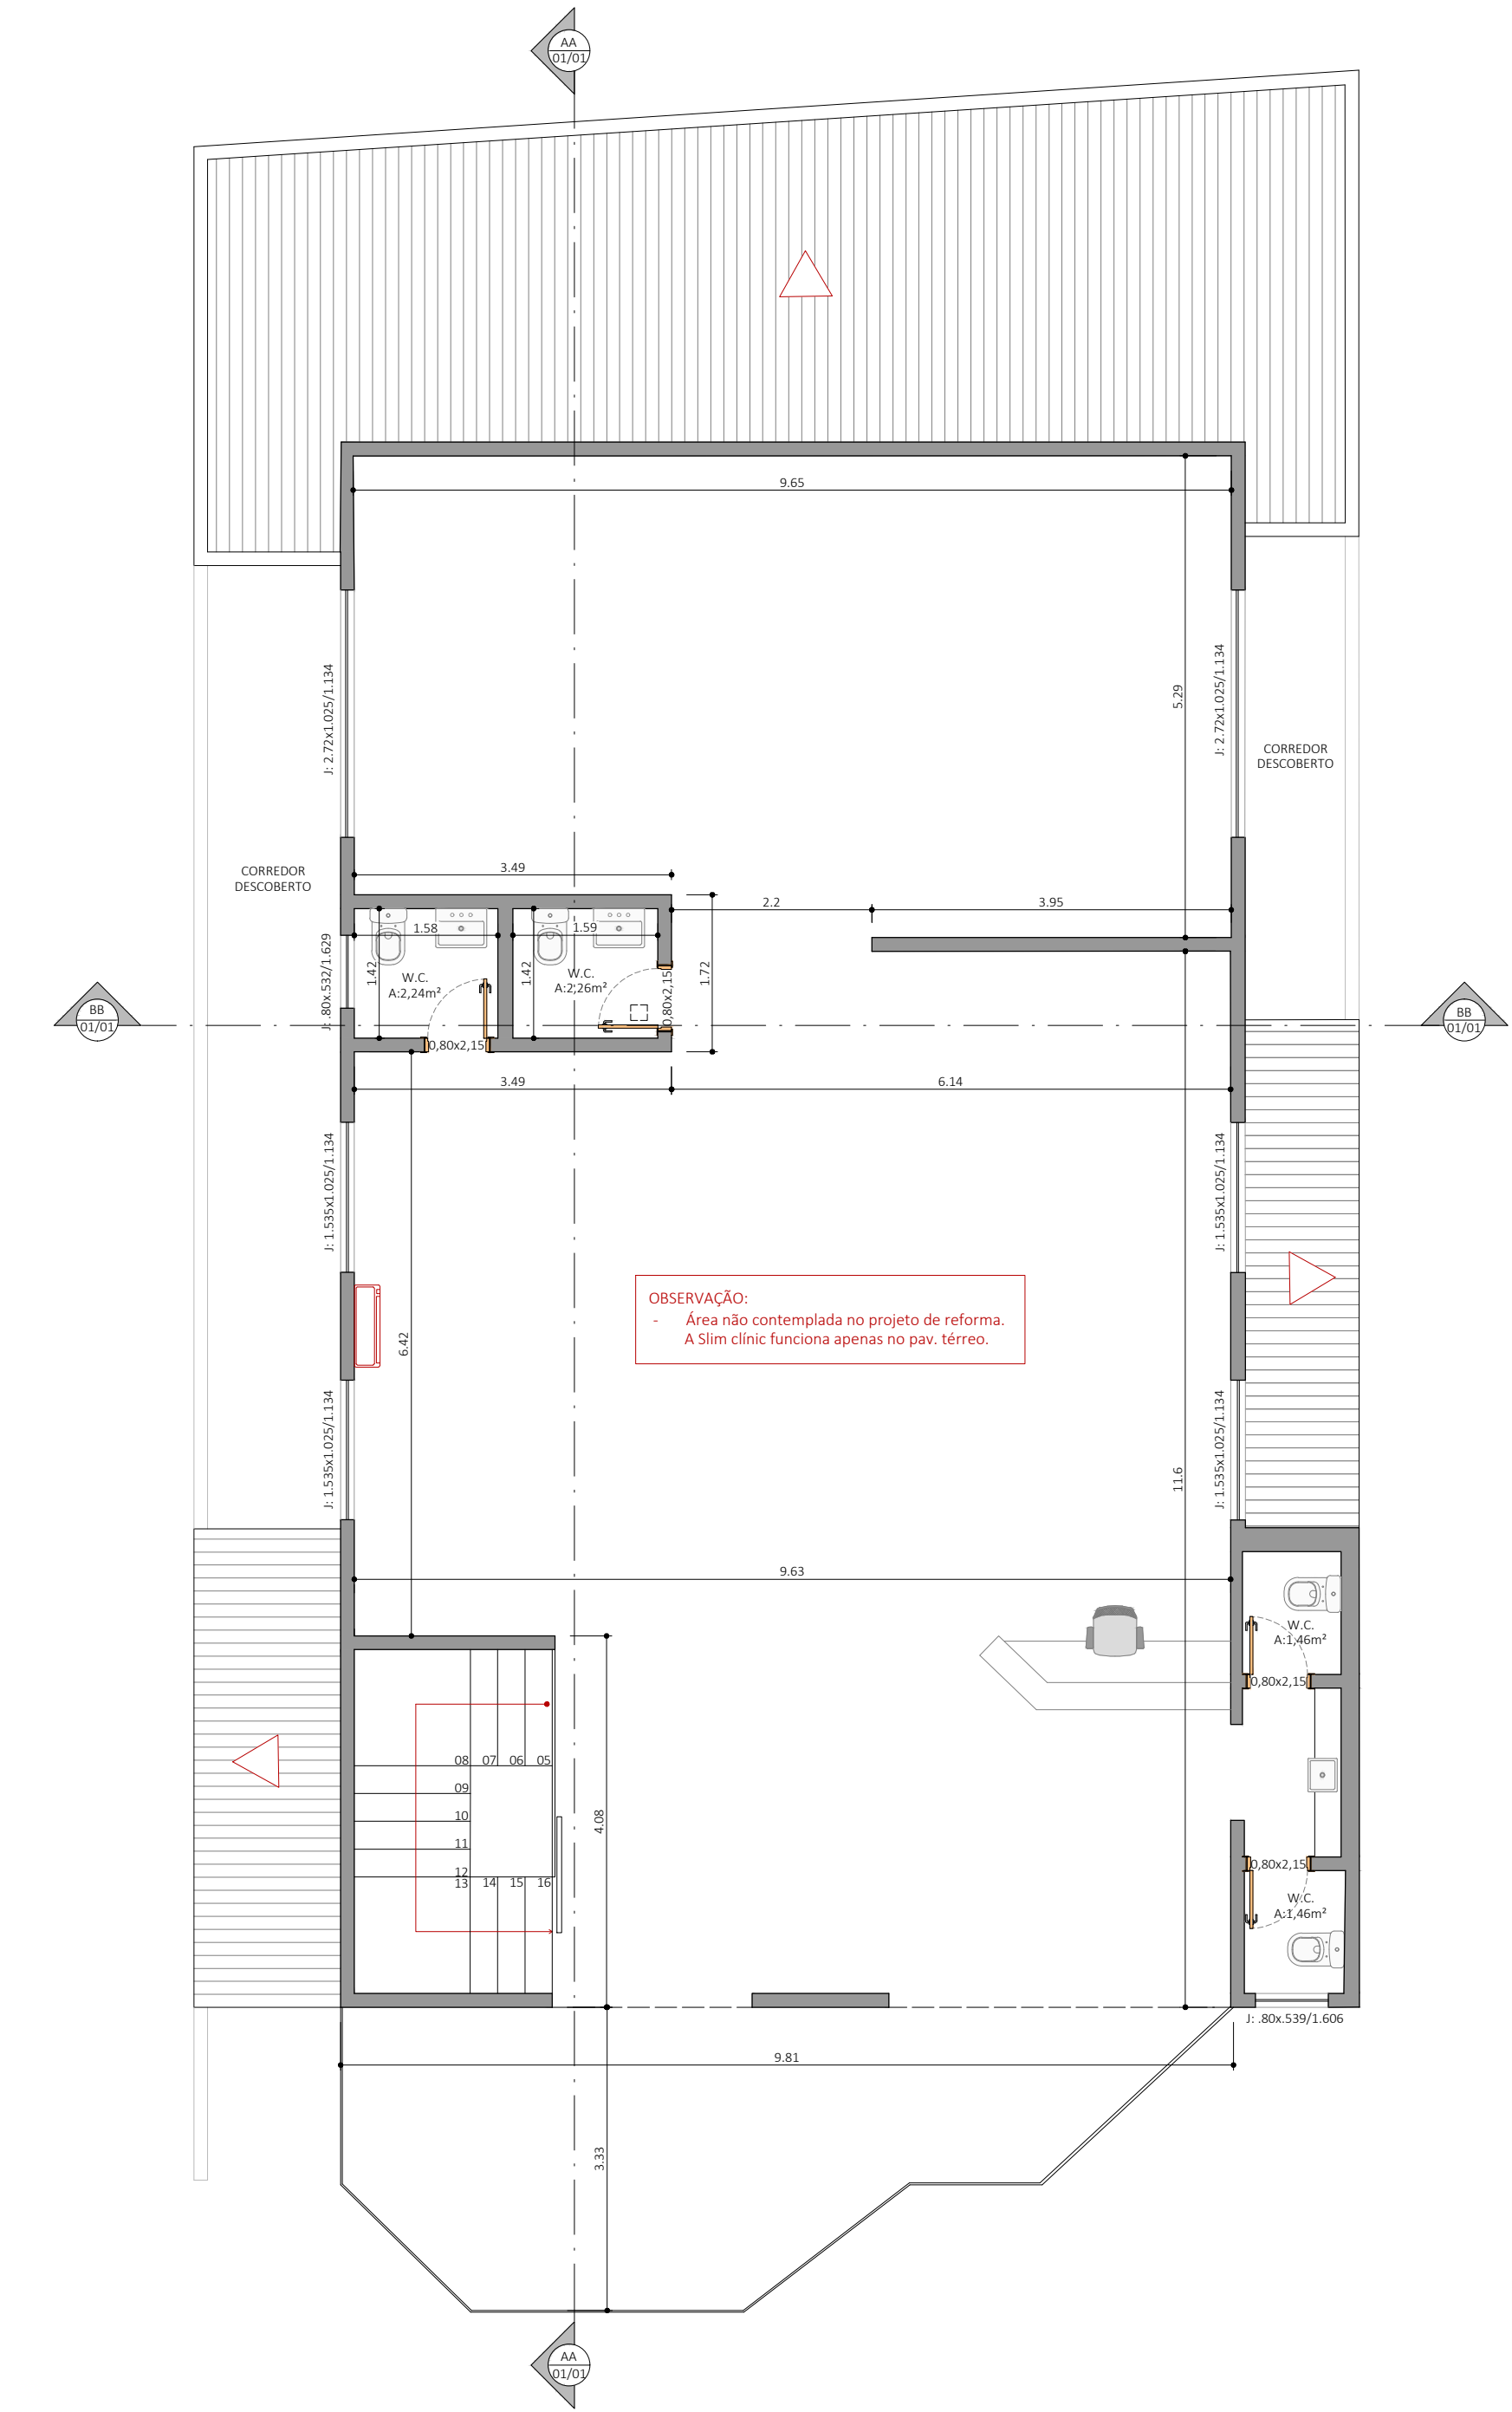 AA
01/01
9.65
J: 2.72x1.025/1.134
5.29
J: 2.72x1.025/1.134
CORREDOR
DESCOBERTO
CORREDOR
DESCOBERTO
3.49
2.2
3.95
1.58
1.59
J: .80x.532/1.629
1.42
W.C.
A:2,24m²
1.42
W.C.
A:2,26m²
0,80x2,15
1.72
BB
01/01
BB
01/01
0,80x2,15
3.49
6.14
J: 1.535x1.025/1.134
J: 1.535x1.025/1.134
OBSERVAÇÃO:
- Área não contemplada no projeto de reforma.
A Slim clínic funciona apenas no pav. térreo.
6.42
J: 1.535x1.025/1.134
11.6
J: 1.535x1.025/1.134
9.63
W.C.
A:1,46m²
0,80x2,15
08 07 06 05
09
10
11
12
13 14 15 16
4.08
0,80x2,15
W.C.
A:1,46m²
J: .80x.539/1.606
9.81
3.33
AA
01/01